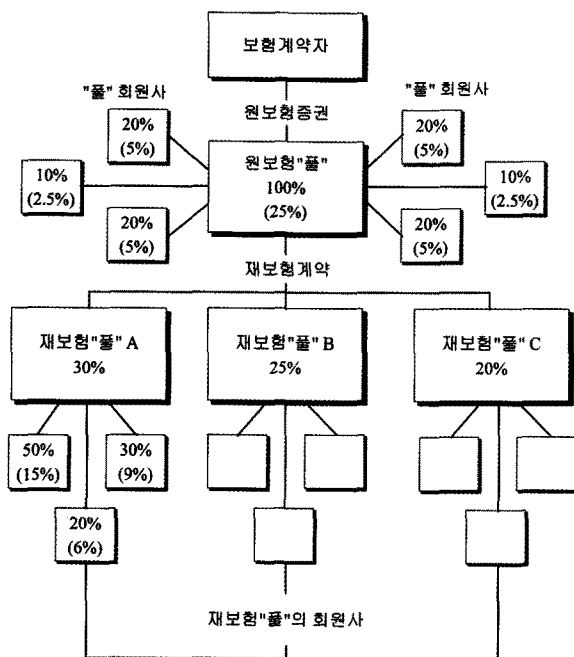 보험계약자
"풀" 회원사
"풀" 회원사
원보험증권
20%
(5%)
20%
(5%)
원보험"풀"
100%
(25%)
10%
(2.5%)
10%
(2.5%)
20%
(5%)
20%
(5%)
재보험계약
재보험"풀" A
30%
재보험"풀" B
25%
재보험"풀" C
20%
50%
(15%)
30%
(9%)
20%
(6%)
재보험"풀"의 회원사